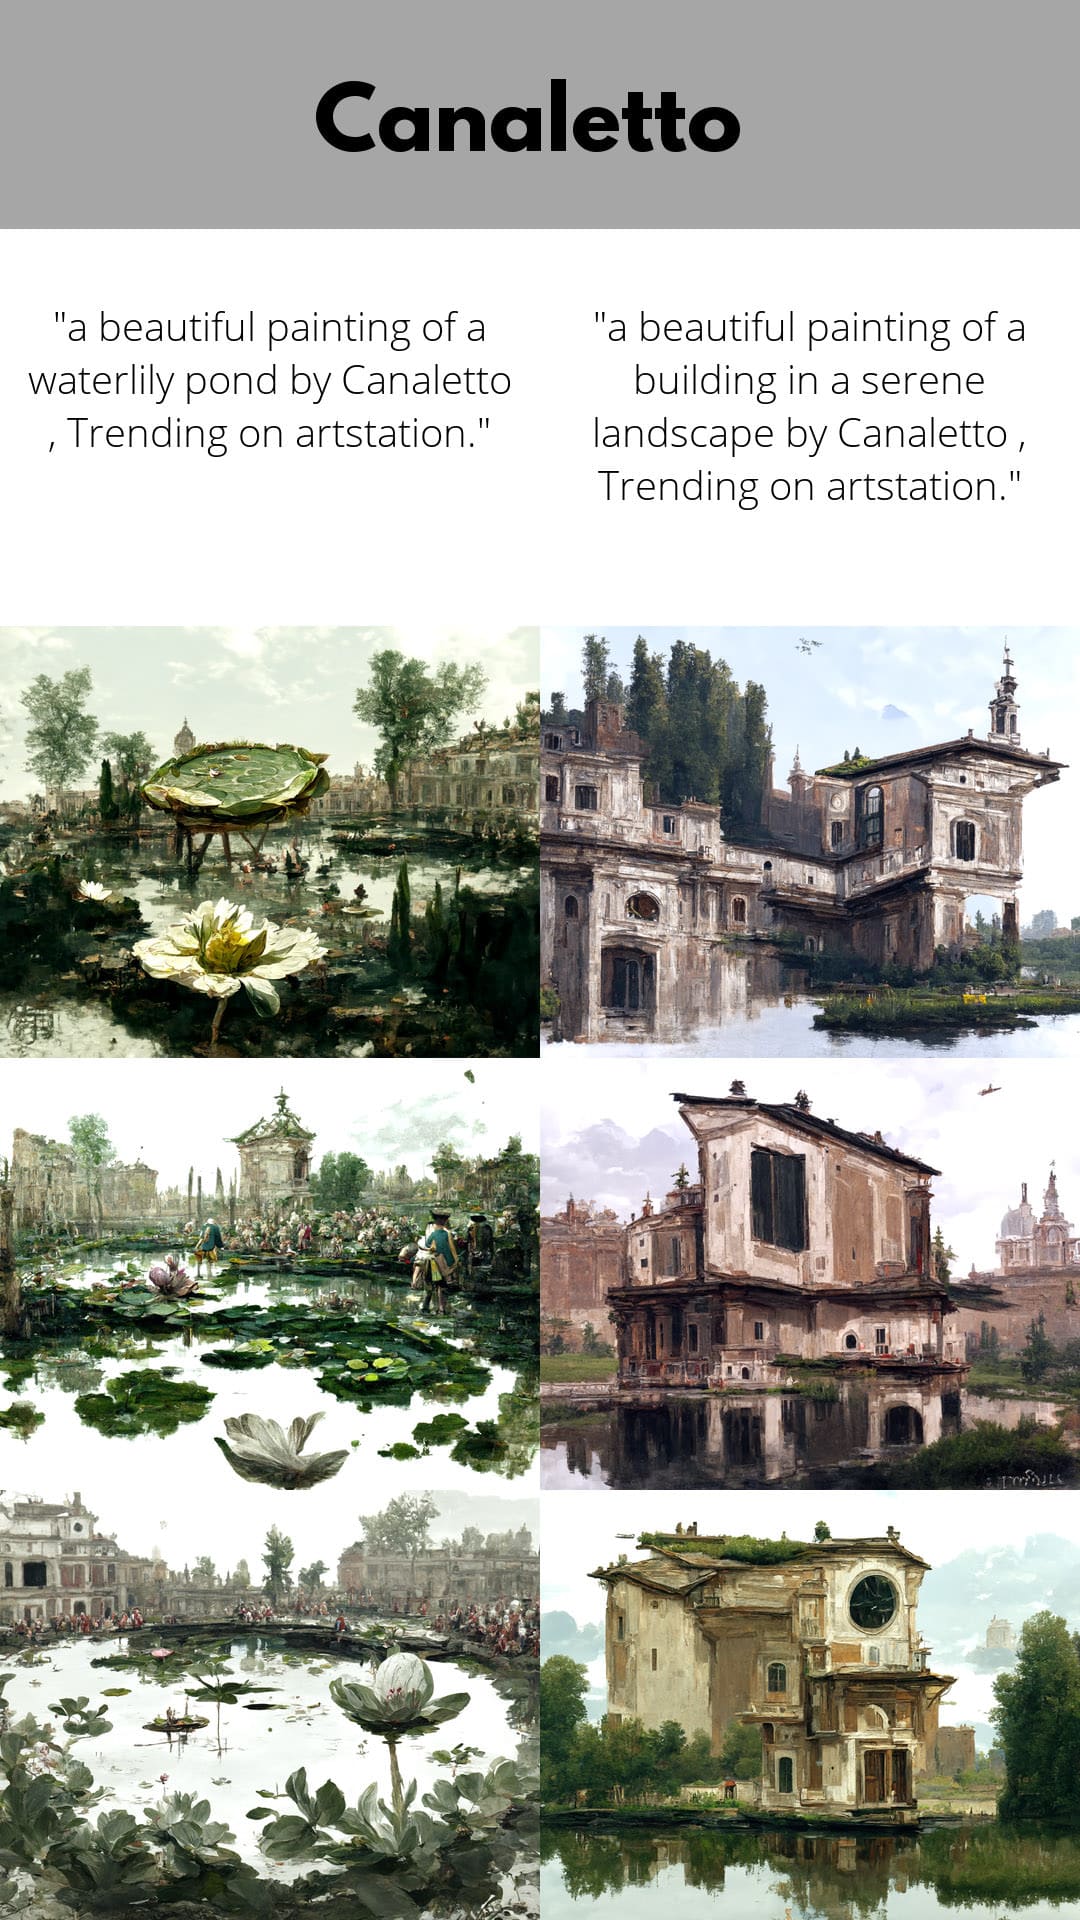 Canaletto
"a beautiful painting of a
waterlily pond by Canaletto
, Trending on artstation."
"a beautiful painting of a
building in a serene
landscape by Canaletto ,
Trending on artstation."